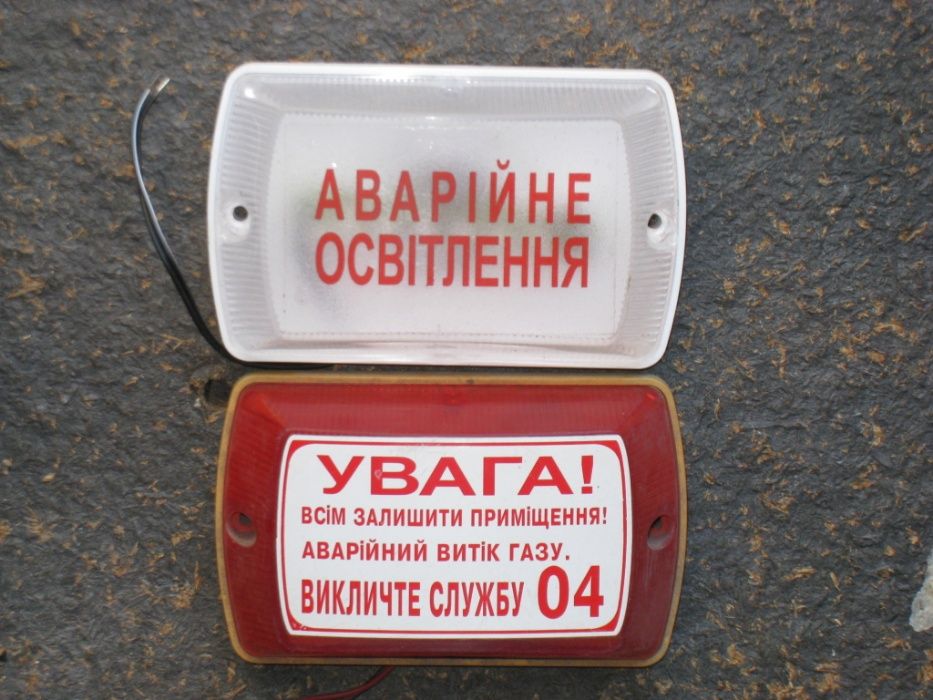 АВАРІЙНЕ
ОСВІТЛЕННЯ
УВАГА!
ВСІМ ЗАЛИШИТИ ПРИМІЩЕННЯ!
АВАРІЙНИЙ ВИТІК ГАЗУ.
ВИКЛИЧТЕ СЛУЖБУ 04